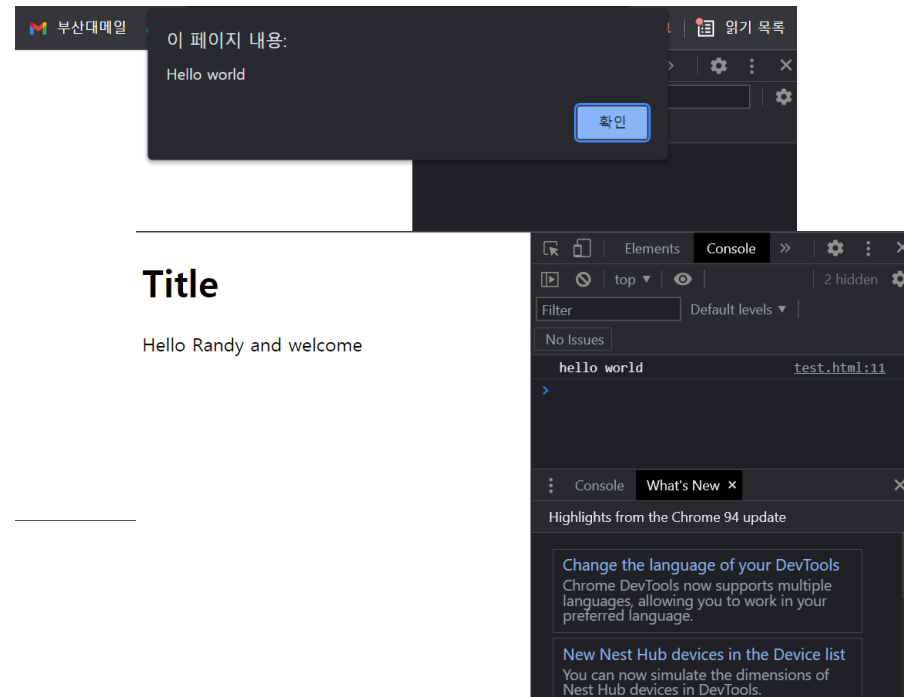 부산대메일
읽기 목록
이 페이지 내용:
Hello world
확인
Title
Hello Randy and welcome
Elements Console
top 2 hidden
Filter Default levels
No Issues
hello world test.html:11
Console What's New
Highlights from the Chrome 94 update
Change the language of your DevTools
Chrome DevTools now supports multiple
languages, allowing you to work in your
preferred language.
New Nest Hub devices in the Device list
You can now simulate the dimensions of
Nest Hub devices in DevTools.